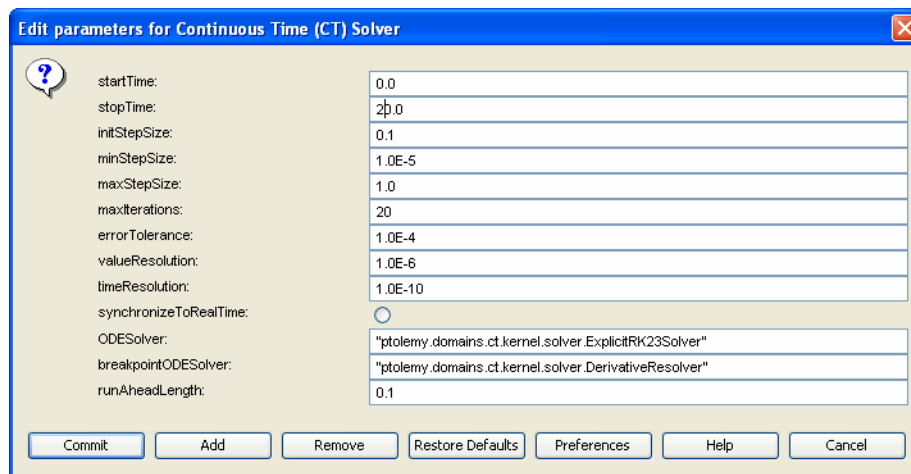 Edit parameters for Continuous Time (CT) Solver
?
startTime: 0.0
stopTime: 20.0
initStepSize: 0.1
minStepSize: 1.0E-5
maxStepSize: 1.0
maxIterations: 20
errorTolerance: 1.0E-4
valueResolution: 1.0E-6
timeResolution: 1.0E-10
synchronizeToRealTime:
ODESolver: "ptolemy.domains.ct.kernel.solver.ExplicitRK23Solver"
breakpointODESolver: "ptolemy.domains.ct.kernel.solver.DerivativeResolver"
runAheadLength: 0.1
Commit Add Remove Restore Defaults Preferences Help Cancel